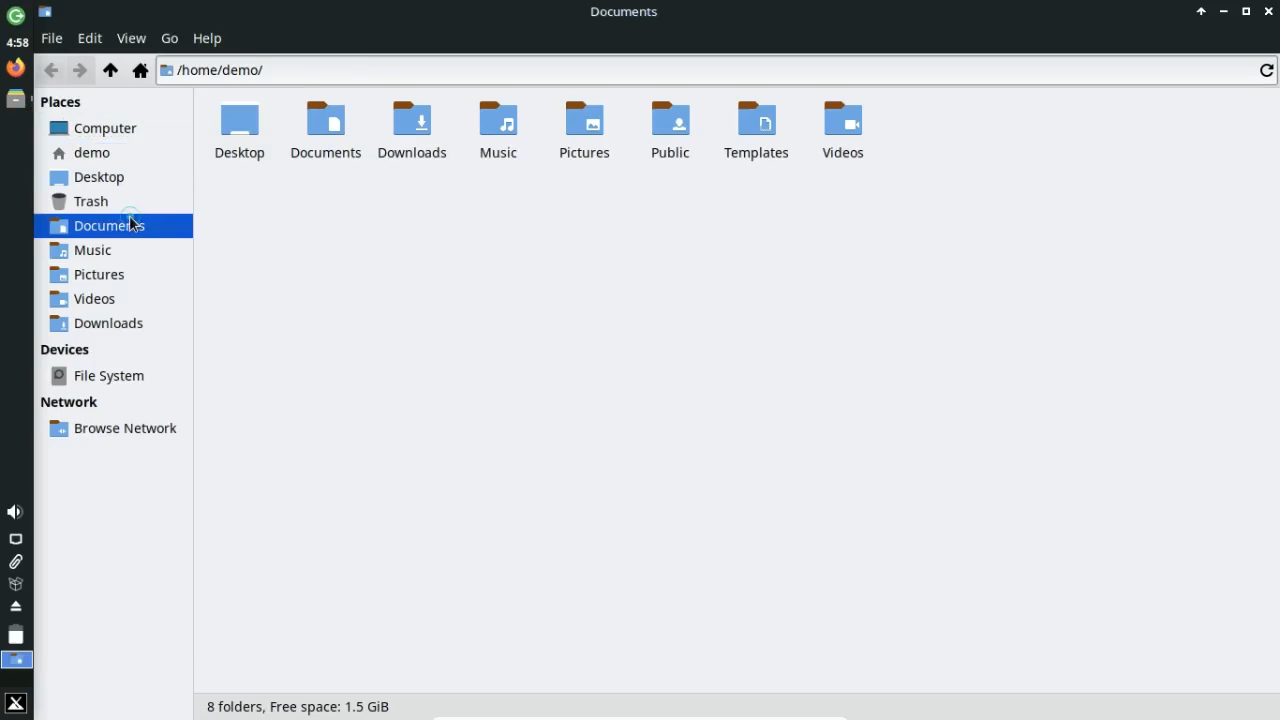 Documents
4:58
File Edit View Go Help
/home/demo/
Places
Computer
demo
Desktop
Trash
Documents
Music
Pictures
Videos
Downloads
Devices
File System
Network
Browse Network
Desktop Documents Downloads Music Pictures Public Templates Videos
8 folders, Free space: 1.5 GiB